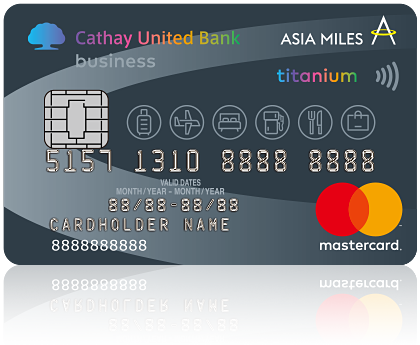 Cathay United Bank
business
ASIA MILES
titanium
5157 1310 8888 8888
VALID DATES
MONTH/YEAR – MONTH/YEAR
88/88-88/88
CARDHOLDER NAME
8888888888
mastercard.